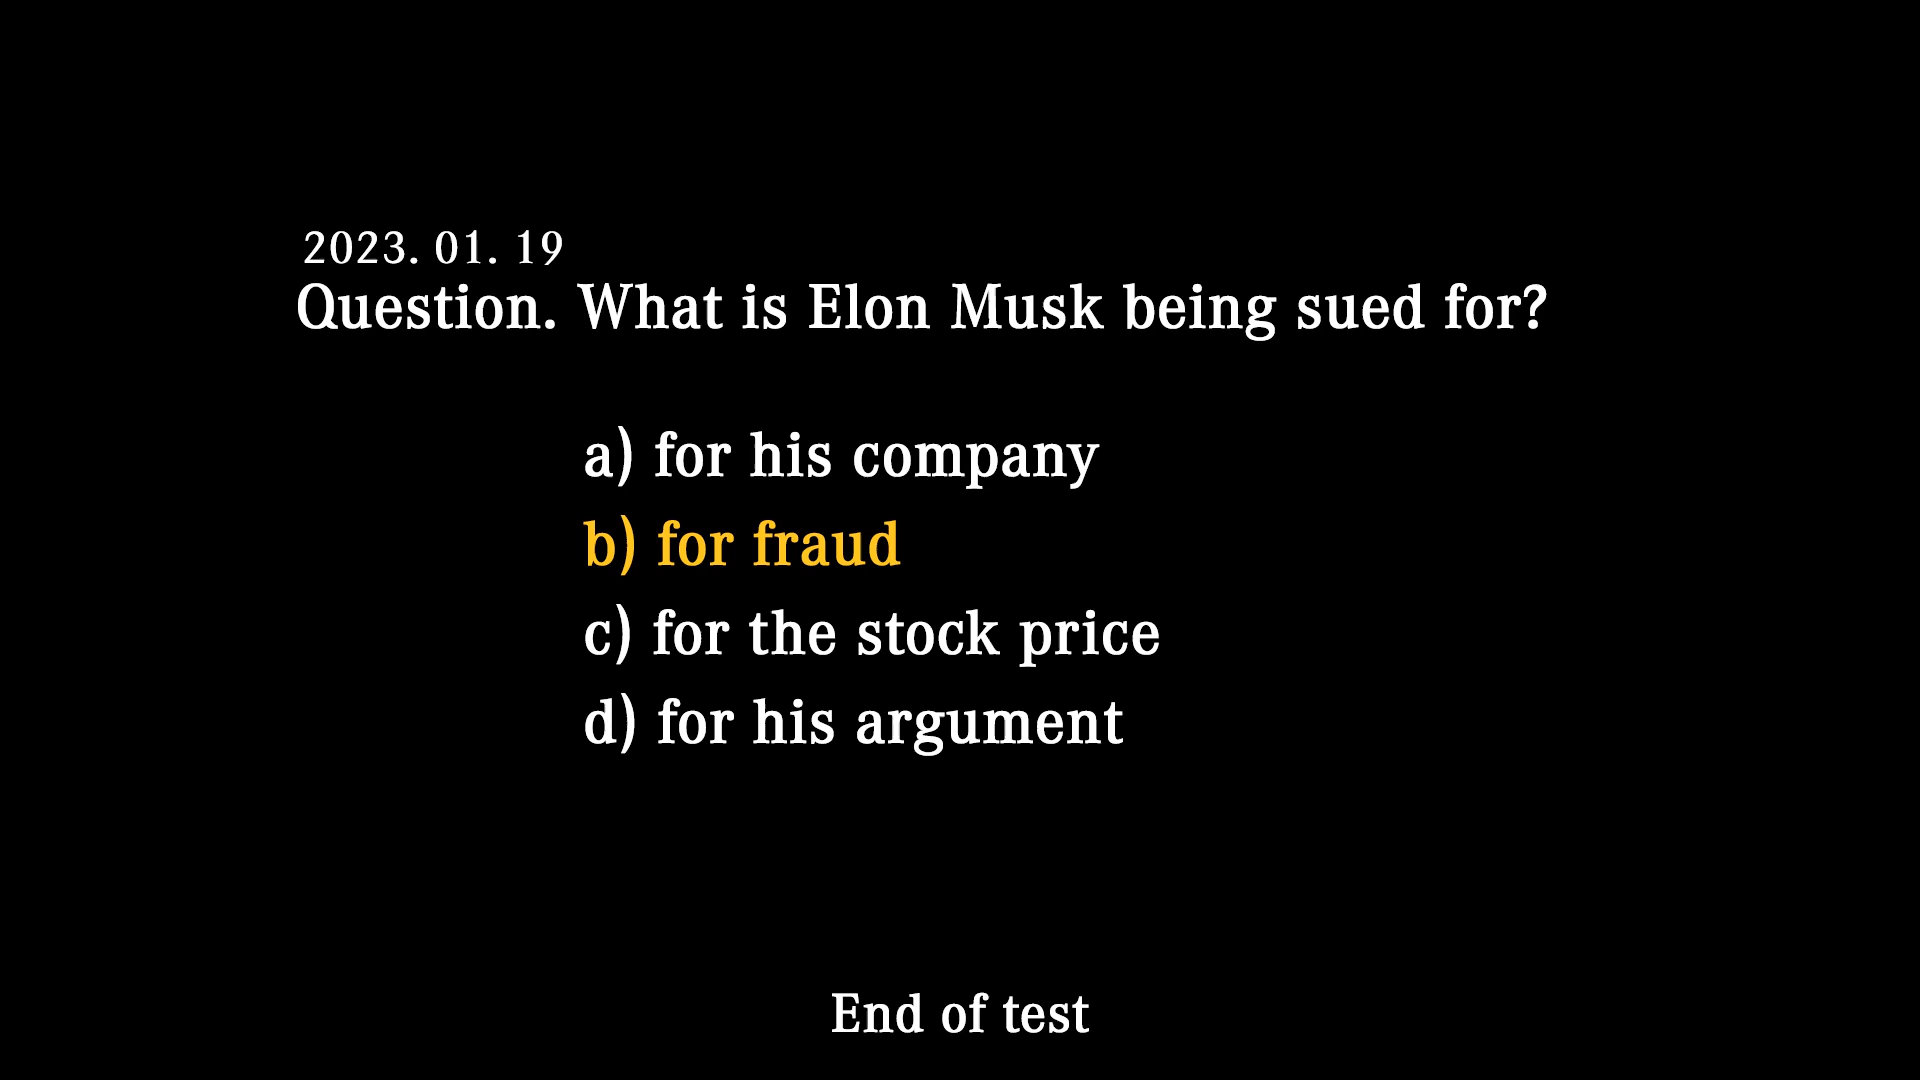 2023. 01. 19
Question. What is Elon Musk being sued for?
a) for his company
b) for fraud
c) for the stock price
d) for his argument
End of test